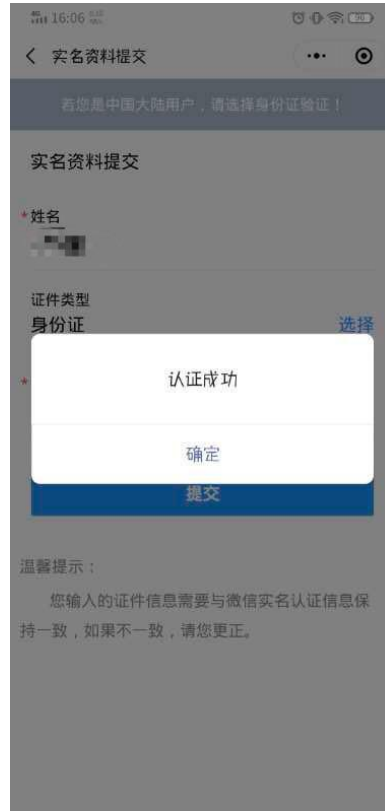 16:06
实名资料提交
若您是中国大陆用户，请选择身份证验证！
实名资料提交
*姓名
证件类型
身份证 选择
*
认证成功
确定
提交
温馨提示：
您输入的证件信息需要与微信实名认证信息保
持一致，如果不一致，请您更正。